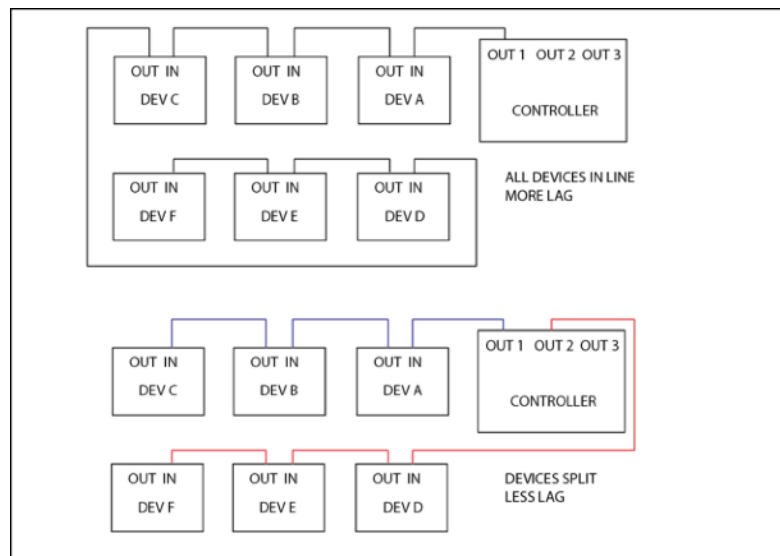 OUT IN
DEV C
OUT IN
DEV B
OUT IN
DEV A
OUT 1 OUT 2 OUT 3
CONTROLLER
OUT IN
DEV F
OUT IN
DEV E
OUT IN
DEV D
ALL DEVICES IN LINE
MORE LAG
OUT IN
DEV C
OUT IN
DEV B
OUT IN
DEV A
OUT 1 OUT 2 OUT 3
CONTROLLER
OUT IN
DEV F
OUT IN
DEV E
OUT IN
DEV D
DEVICES SPLIT
LESS LAG